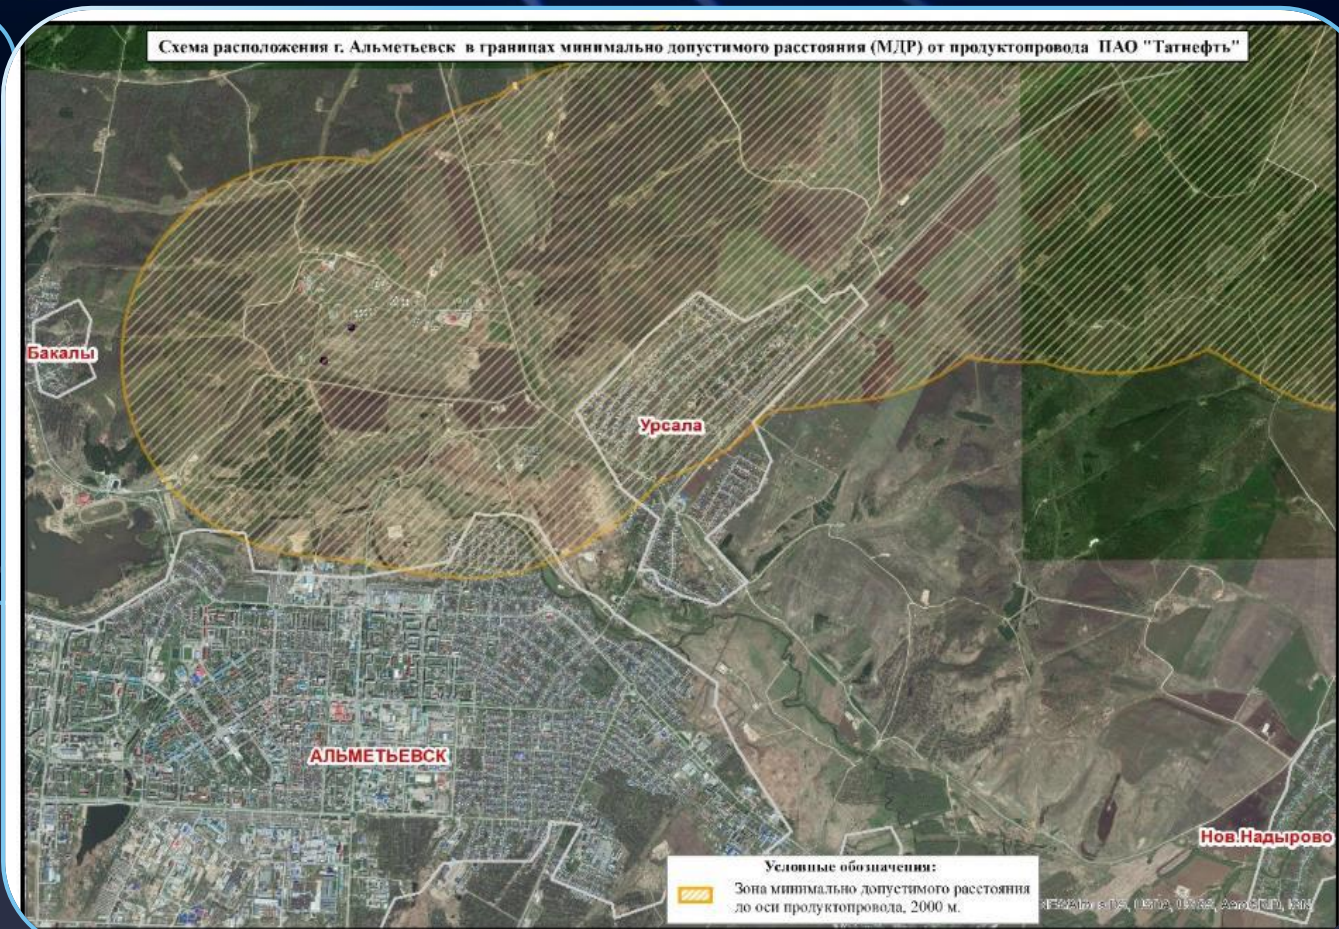 Схема расположения г. Альметьевск в границах минимально допустимого расстояния (МДР) от продуктопровода ПАО "Татнефть"
Бакалы
Урсала
АЛЬМЕТЬЕВСК
Нов.Надырово
Условные обозначения:
Зона минимально допустимого расстояния
до оси продуктопровода, 2000 м.